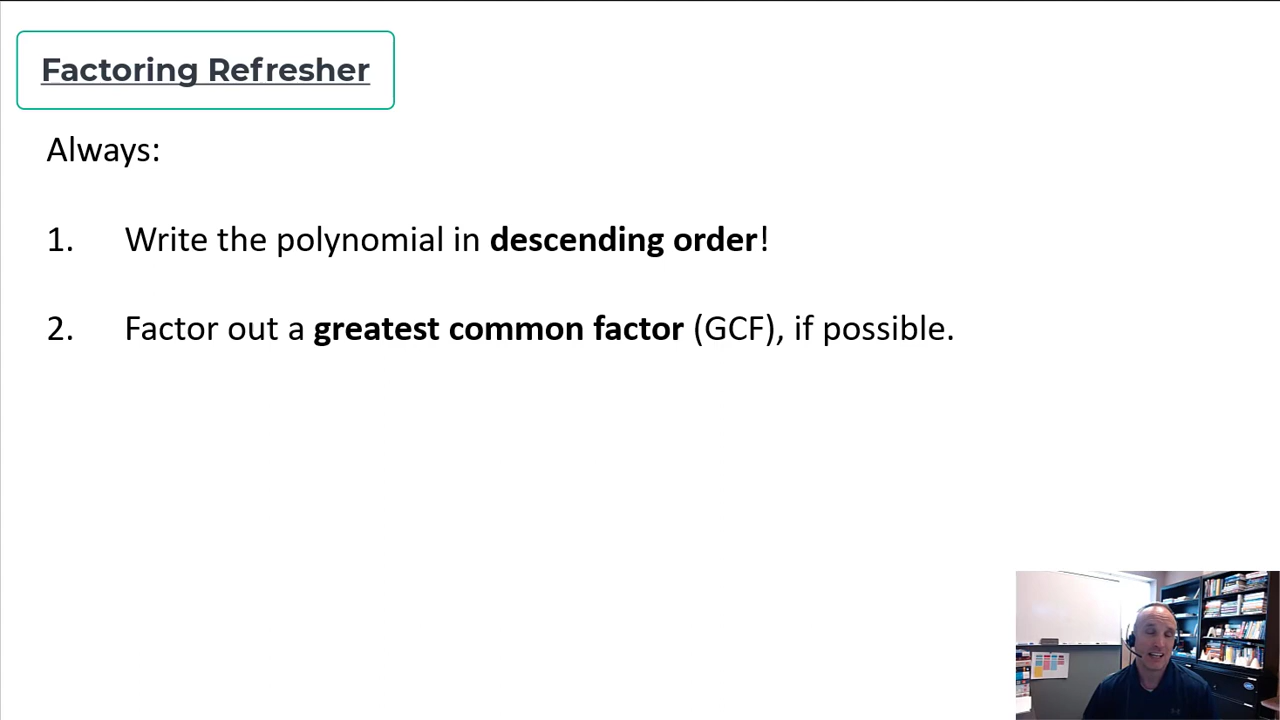 Factoring Refresher
Always:
1. Write the polynomial in descending order!
2. Factor out a greatest common factor (GCF), if possible.